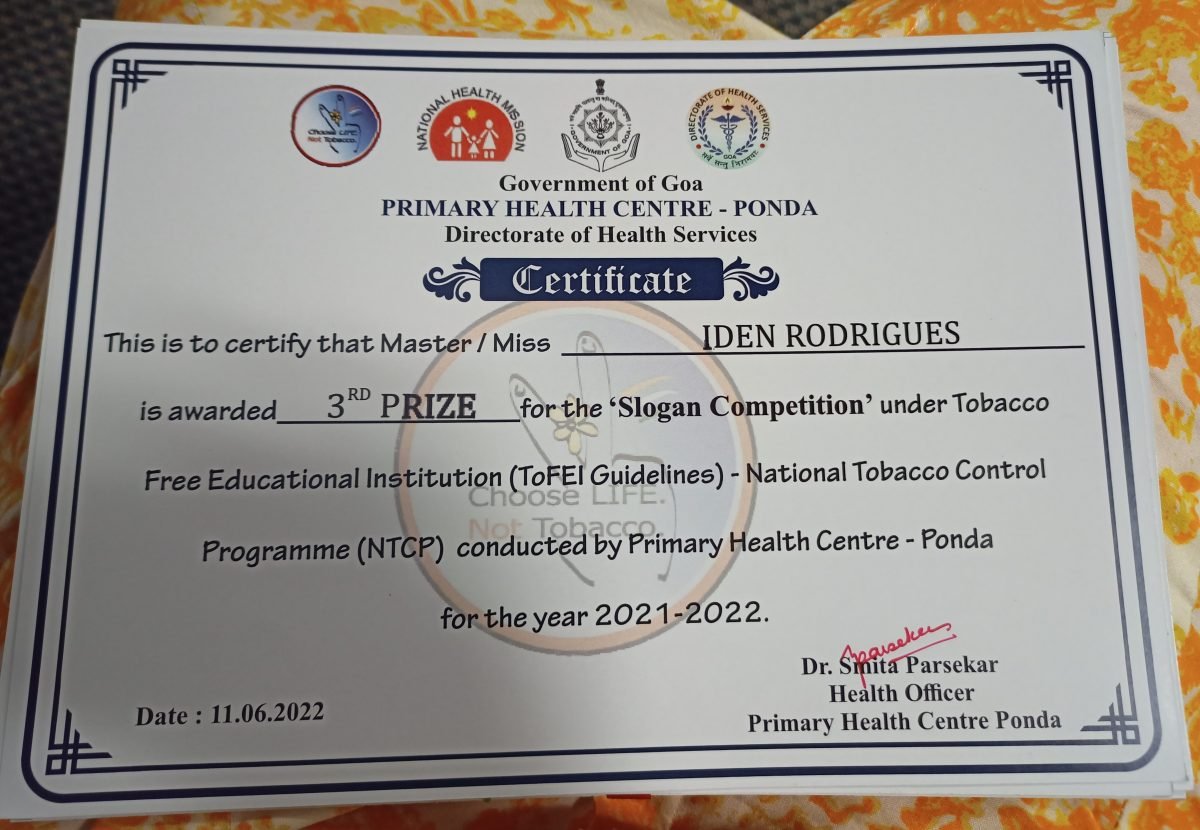 Choose LIFE.
Not Tobacco.
NATIONAL HEALTH MISSION
GOVERNMENT OF GOA
DIRECTORATE OF HEALTH SERVICES
GOA
सर्वे सन्तु निरामयाः
Government of Goa
PRIMARY HEALTH CENTRE - PONDA
Directorate of Health Services
Certificate
This is to certify that Master / Miss IDEN RODRIGUES
is awarded 3RD PRIZE for the ‘Slogan Competition’ under Tobacco
Free Educational Institution (ToFEI Guidelines) - National Tobacco Control
Choose LIFE.
Not Tobacco.
Programme (NTCP) conducted by Primary Health Centre - Ponda
for the year 2021-2022.
Dr. Smita Parsekar
Health Officer
Date : 11.06.2022
Primary Health Centre Ponda